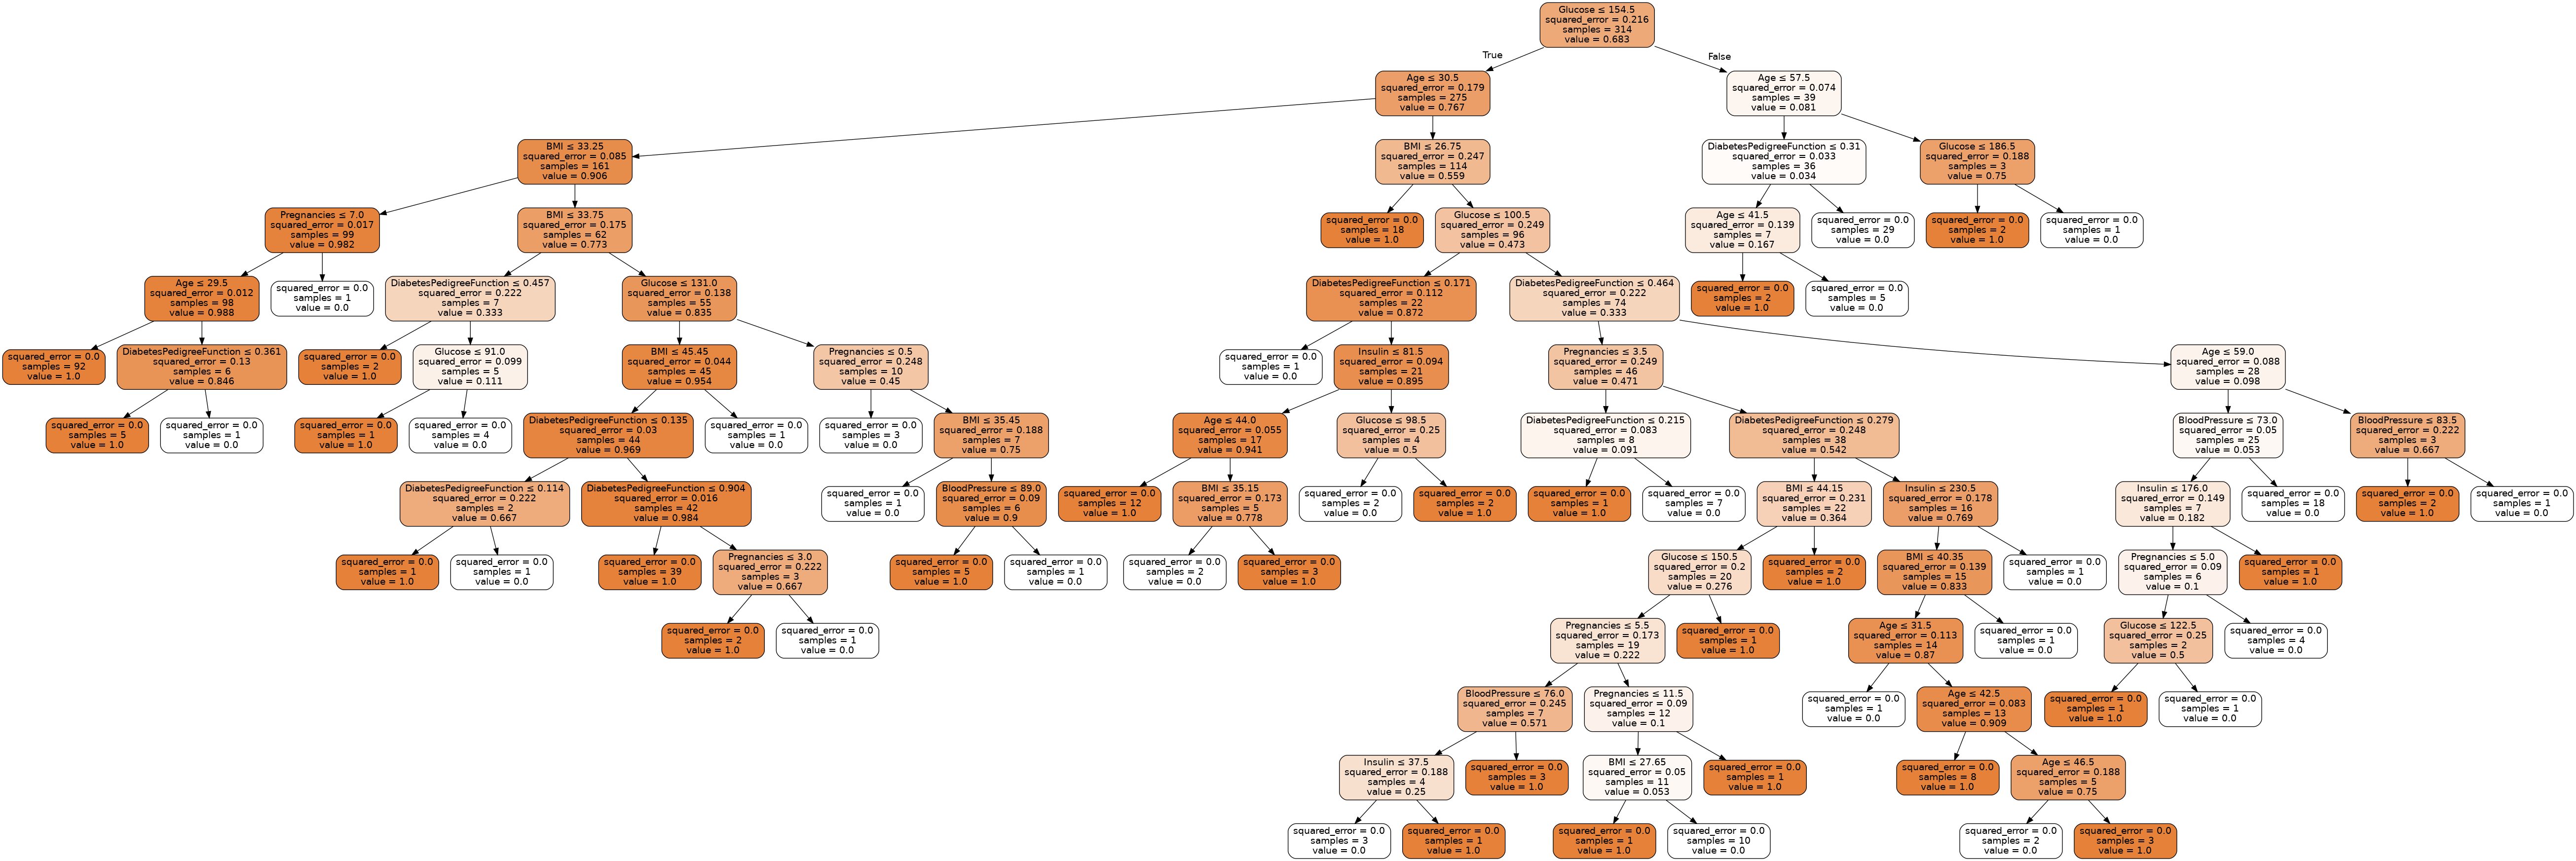 Glucose ≤ 154.5
squared_error = 0.216
samples = 314
value = 0.683
True
False
Age ≤ 30.5
squared_error = 0.179
samples = 275
value = 0.767
Age ≤ 57.5
squared_error = 0.074
samples = 39
value = 0.081
BMI ≤ 33.25
squared_error = 0.085
samples = 161
value = 0.906
BMI ≤ 26.75
squared_error = 0.247
samples = 114
value = 0.559
DiabetesPedigreeFunction ≤ 0.31
squared_error = 0.033
samples = 36
value = 0.034
Glucose ≤ 186.5
squared_error = 0.188
samples = 3
value = 0.75
Pregnancies ≤ 7.0
squared_error = 0.017
samples = 99
value = 0.982
BMI ≤ 33.75
squared_error = 0.175
samples = 62
value = 0.773
squared_error = 0.0
samples = 18
value = 1.0
Glucose ≤ 100.5
squared_error = 0.249
samples = 96
value = 0.473
Age ≤ 41.5
squared_error = 0.139
samples = 7
value = 0.167
squared_error = 0.0
samples = 29
value = 0.0
squared_error = 0.0
samples = 2
value = 1.0
squared_error = 0.0
samples = 1
value = 0.0
Age ≤ 29.5
squared_error = 0.012
samples = 98
value = 0.988
squared_error = 0.0
samples = 1
value = 0.0
DiabetesPedigreeFunction ≤ 0.457
squared_error = 0.222
samples = 7
value = 0.333
Glucose ≤ 131.0
squared_error = 0.138
samples = 55
value = 0.835
DiabetesPedigreeFunction ≤ 0.171
squared_error = 0.112
samples = 22
value = 0.872
DiabetesPedigreeFunction ≤ 0.464
squared_error = 0.222
samples = 74
value = 0.333
squared_error = 0.0
samples = 2
value = 1.0
squared_error = 0.0
samples = 5
value = 0.0
squared_error = 0.0
samples = 92
value = 1.0
DiabetesPedigreeFunction ≤ 0.361
squared_error = 0.13
samples = 6
value = 0.846
squared_error = 0.0
samples = 2
value = 1.0
Glucose ≤ 91.0
squared_error = 0.099
samples = 5
value = 0.111
BMI ≤ 45.45
squared_error = 0.044
samples = 45
value = 0.954
Pregnancies ≤ 0.5
squared_error = 0.248
samples = 10
value = 0.45
squared_error = 0.0
samples = 1
value = 0.0
Insulin ≤ 81.5
squared_error = 0.094
samples = 21
value = 0.895
Pregnancies ≤ 3.5
squared_error = 0.249
samples = 46
value = 0.471
Age ≤ 59.0
squared_error = 0.088
samples = 28
value = 0.098
squared_error = 0.0
samples = 5
value = 1.0
squared_error = 0.0
samples = 1
value = 0.0
squared_error = 0.0
samples = 1
value = 1.0
squared_error = 0.0
samples = 4
value = 0.0
DiabetesPedigreeFunction ≤ 0.135
squared_error = 0.03
samples = 44
value = 0.969
squared_error = 0.0
samples = 1
value = 0.0
squared_error = 0.0
samples = 3
value = 0.0
BMI ≤ 35.45
squared_error = 0.188
samples = 7
value = 0.75
Age ≤ 44.0
squared_error = 0.055
samples = 17
value = 0.941
Glucose ≤ 98.5
squared_error = 0.25
samples = 4
value = 0.5
DiabetesPedigreeFunction ≤ 0.215
squared_error = 0.083
samples = 8
value = 0.091
DiabetesPedigreeFunction ≤ 0.279
squared_error = 0.248
samples = 38
value = 0.542
BloodPressure ≤ 73.0
squared_error = 0.05
samples = 25
value = 0.053
BloodPressure ≤ 83.5
squared_error = 0.222
samples = 3
value = 0.667
DiabetesPedigreeFunction ≤ 0.114
squared_error = 0.222
samples = 2
value = 0.667
DiabetesPedigreeFunction ≤ 0.904
squared_error = 0.016
samples = 42
value = 0.984
squared_error = 0.0
samples = 1
value = 0.0
BloodPressure ≤ 89.0
squared_error = 0.09
samples = 6
value = 0.9
squared_error = 0.0
samples = 12
value = 1.0
BMI ≤ 35.15
squared_error = 0.173
samples = 5
value = 0.778
squared_error = 0.0
samples = 2
value = 0.0
squared_error = 0.0
samples = 2
value = 1.0
squared_error = 0.0
samples = 1
value = 1.0
squared_error = 0.0
samples = 7
value = 0.0
BMI ≤ 44.15
squared_error = 0.231
samples = 22
value = 0.364
Insulin ≤ 230.5
squared_error = 0.178
samples = 16
value = 0.769
Insulin ≤ 176.0
squared_error = 0.149
samples = 7
value = 0.182
squared_error = 0.0
samples = 18
value = 0.0
squared_error = 0.0
samples = 2
value = 1.0
squared_error = 0.0
samples = 1
value = 0.0
squared_error = 0.0
samples = 1
value = 1.0
squared_error = 0.0
samples = 1
value = 0.0
squared_error = 0.0
samples = 39
value = 1.0
Pregnancies ≤ 3.0
squared_error = 0.222
samples = 3
value = 0.667
squared_error = 0.0
samples = 5
value = 1.0
squared_error = 0.0
samples = 1
value = 0.0
squared_error = 0.0
samples = 2
value = 0.0
squared_error = 0.0
samples = 3
value = 1.0
Glucose ≤ 150.5
squared_error = 0.2
samples = 20
value = 0.276
squared_error = 0.0
samples = 2
value = 1.0
BMI ≤ 40.35
squared_error = 0.139
samples = 15
value = 0.833
squared_error = 0.0
samples = 1
value = 0.0
Pregnancies ≤ 5.0
squared_error = 0.09
samples = 6
value = 0.1
squared_error = 0.0
samples = 1
value = 1.0
squared_error = 0.0
samples = 2
value = 1.0
squared_error = 0.0
samples = 1
value = 0.0
Pregnancies ≤ 5.5
squared_error = 0.173
samples = 19
value = 0.222
squared_error = 0.0
samples = 1
value = 1.0
Age ≤ 31.5
squared_error = 0.113
samples = 14
value = 0.87
squared_error = 0.0
samples = 1
value = 0.0
Glucose ≤ 122.5
squared_error = 0.25
samples = 2
value = 0.5
squared_error = 0.0
samples = 4
value = 0.0
BloodPressure ≤ 76.0
squared_error = 0.245
samples = 7
value = 0.571
Pregnancies ≤ 11.5
squared_error = 0.09
samples = 12
value = 0.1
squared_error = 0.0
samples = 1
value = 0.0
Age ≤ 42.5
squared_error = 0.083
samples = 13
value = 0.909
squared_error = 0.0
samples = 1
value = 1.0
squared_error = 0.0
samples = 1
value = 0.0
Insulin ≤ 37.5
squared_error = 0.188
samples = 4
value = 0.25
squared_error = 0.0
samples = 3
value = 1.0
BMI ≤ 27.65
squared_error = 0.05
samples = 11
value = 0.053
squared_error = 0.0
samples = 1
value = 1.0
squared_error = 0.0
samples = 8
value = 1.0
Age ≤ 46.5
squared_error = 0.188
samples = 5
value = 0.75
squared_error = 0.0
samples = 3
value = 0.0
squared_error = 0.0
samples = 1
value = 1.0
squared_error = 0.0
samples = 1
value = 1.0
squared_error = 0.0
samples = 10
value = 0.0
squared_error = 0.0
samples = 2
value = 0.0
squared_error = 0.0
samples = 3
value = 1.0